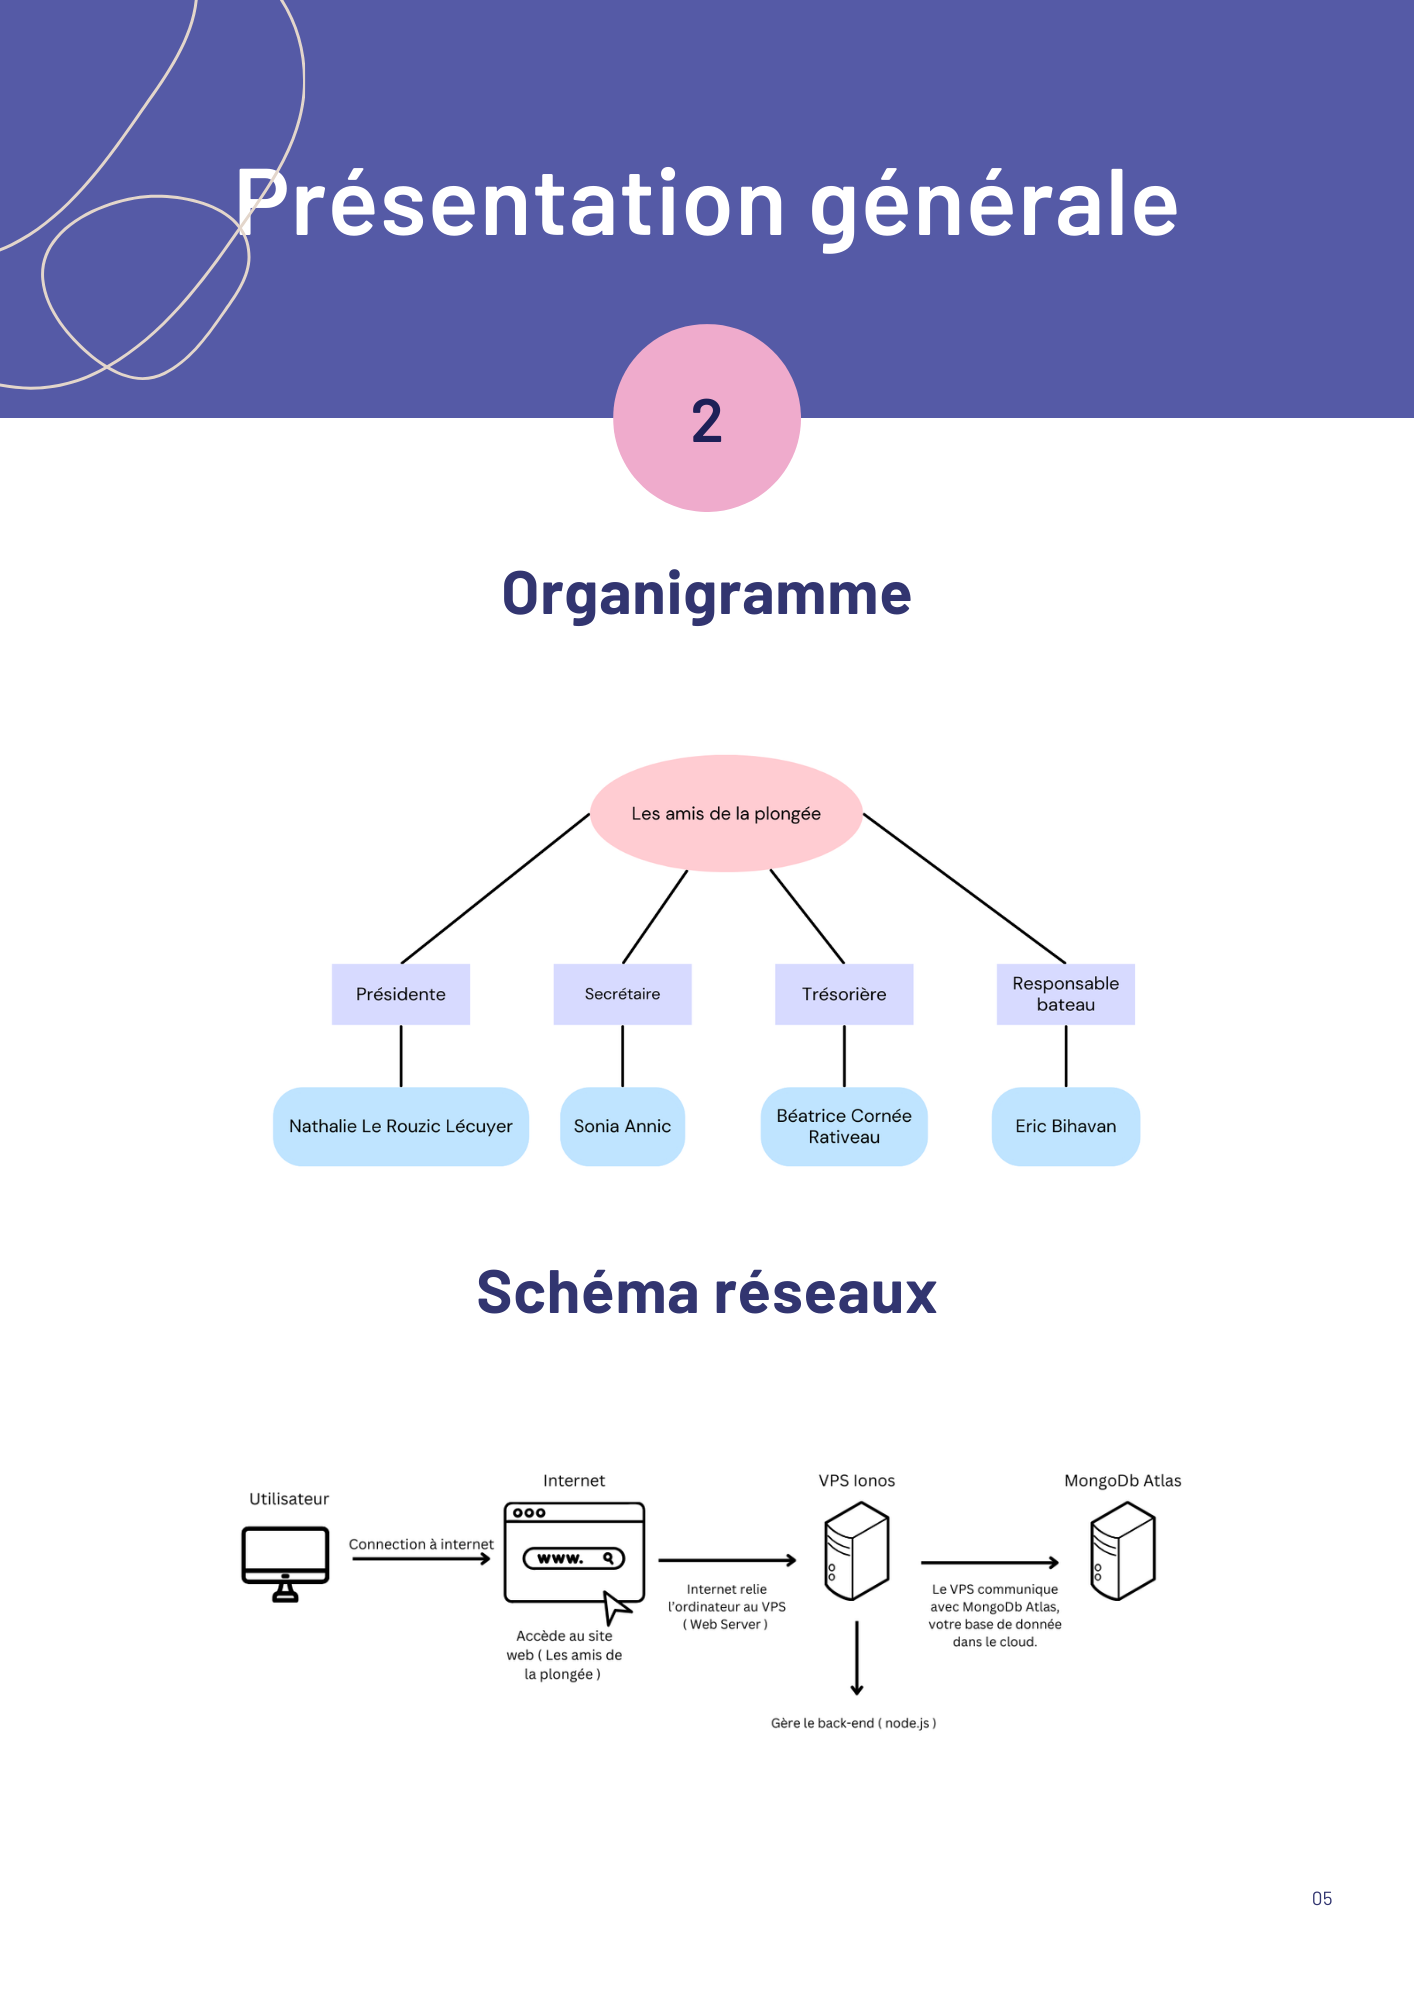 Présentation générale
2
Organigramme
Les amis de la plongée
Présidente
Secrétaire
Trésorière
Responsable
bateau
Nathalie Le Rouzic Lécuyer
Sonia Annic
Béatrice Cornée
Rativeau
Eric Bihavan
Schéma réseaux
Utilisateur
Connection à internet
Internet
www.
Accède au site
web ( Les amis de
la plongée )
Internet relie
l'ordinateur au VPS
( Web Server )
VPS Ionos
Gère le back-end ( node.js )
Le VPS communique
avec MongoDb Atlas,
votre base de donnée
dans le cloud.
MongoDb Atlas
05